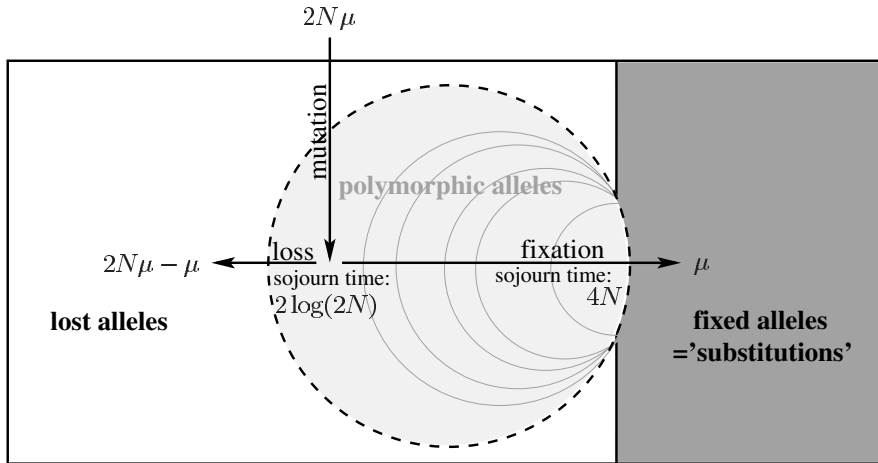 2Nμ
mutation
polymorphic alleles
loss
fixation
2Nμ − μ
μ
sojourn time:
2 log(2N)
sojourn time:
4N
lost alleles
fixed alleles
='substitutions'